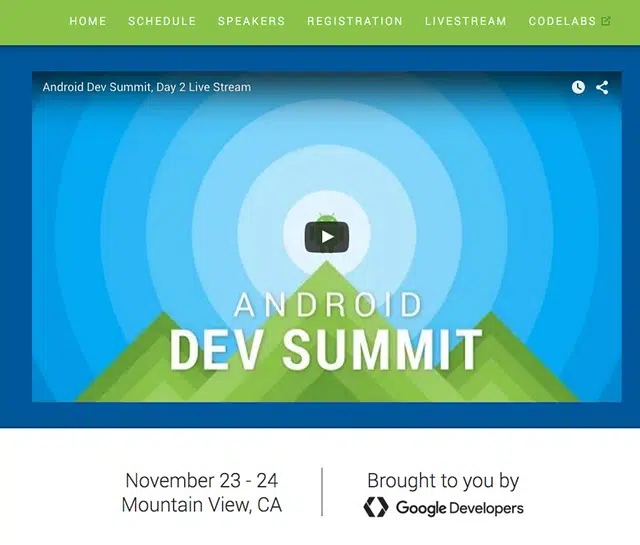 HOME SCHEDULE SPEAKERS REGISTRATION LIVESTREAM CODELABS
Android Dev Summit, Day 2 Live Stream
ANDROID
DEV SUMMIT
November 23 - 24
Mountain View, CA
Brought to you by
Google Developers